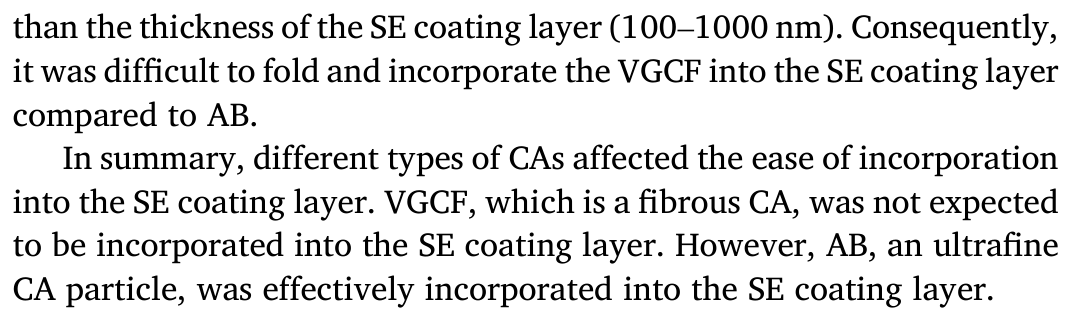 than the thickness of the SE coating layer (100–1000 nm). Consequently,
it was difficult to fold and incorporate the VGCF into the SE coating layer
compared to AB.
In summary, different types of CAs affected the ease of incorporation
into the SE coating layer. VGCF, which is a fibrous CA, was not expected
to be incorporated into the SE coating layer. However, AB, an ultrafine
CA particle, was effectively incorporated into the SE coating layer.